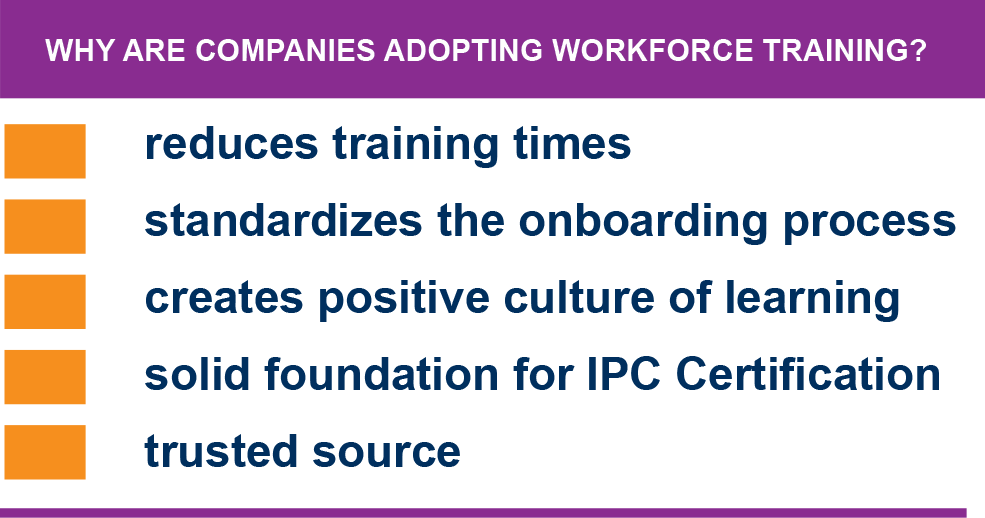 WHY ARE COMPANIES ADOPTING WORKFORCE TRAINING?
reduces training times
standardizes the onboarding process
creates positive culture of learning
solid foundation for IPC Certification
trusted source